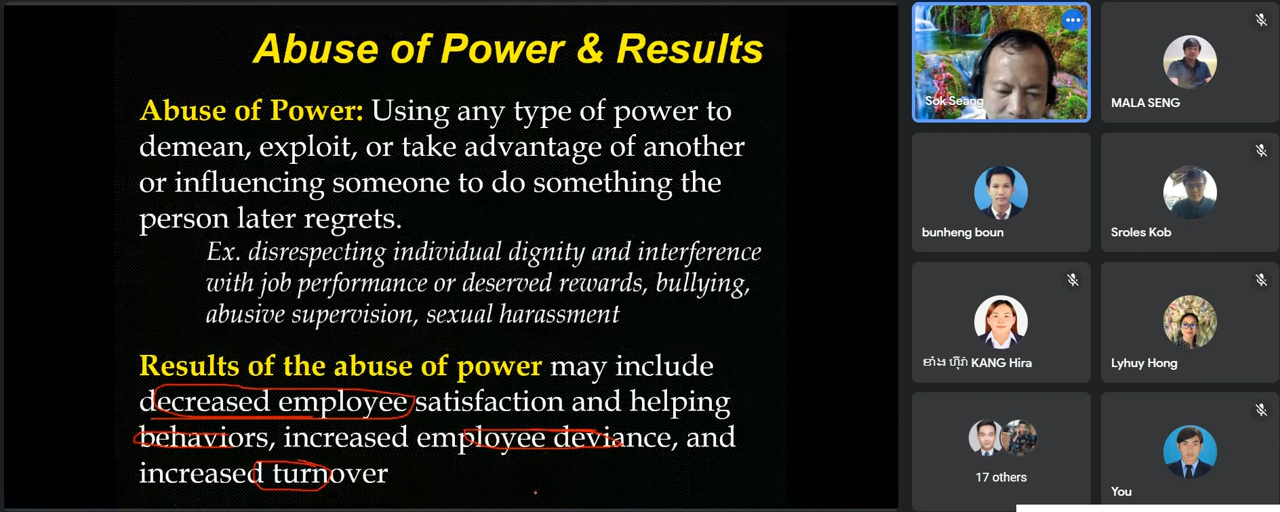 Abuse of Power & Results
Abuse of Power: Using any type of power to
demean, exploit, or take advantage of another
or influencing someone to do something the
person later regrets.
Ex. disrespecting individual dignity and interference
with job performance or deserved rewards, bullying,
abusive supervision, sexual harassment
Results of the abuse of power may include
decreased employee satisfaction and helping
behaviors, increased employee deviance, and
increased turnover
Sok Seang
MALA SENG
bunheng boun
Sroles Kob
ខាំង ហ៊ីរ៉ា KANG Hira
Lyhuy Hong
17 others
You